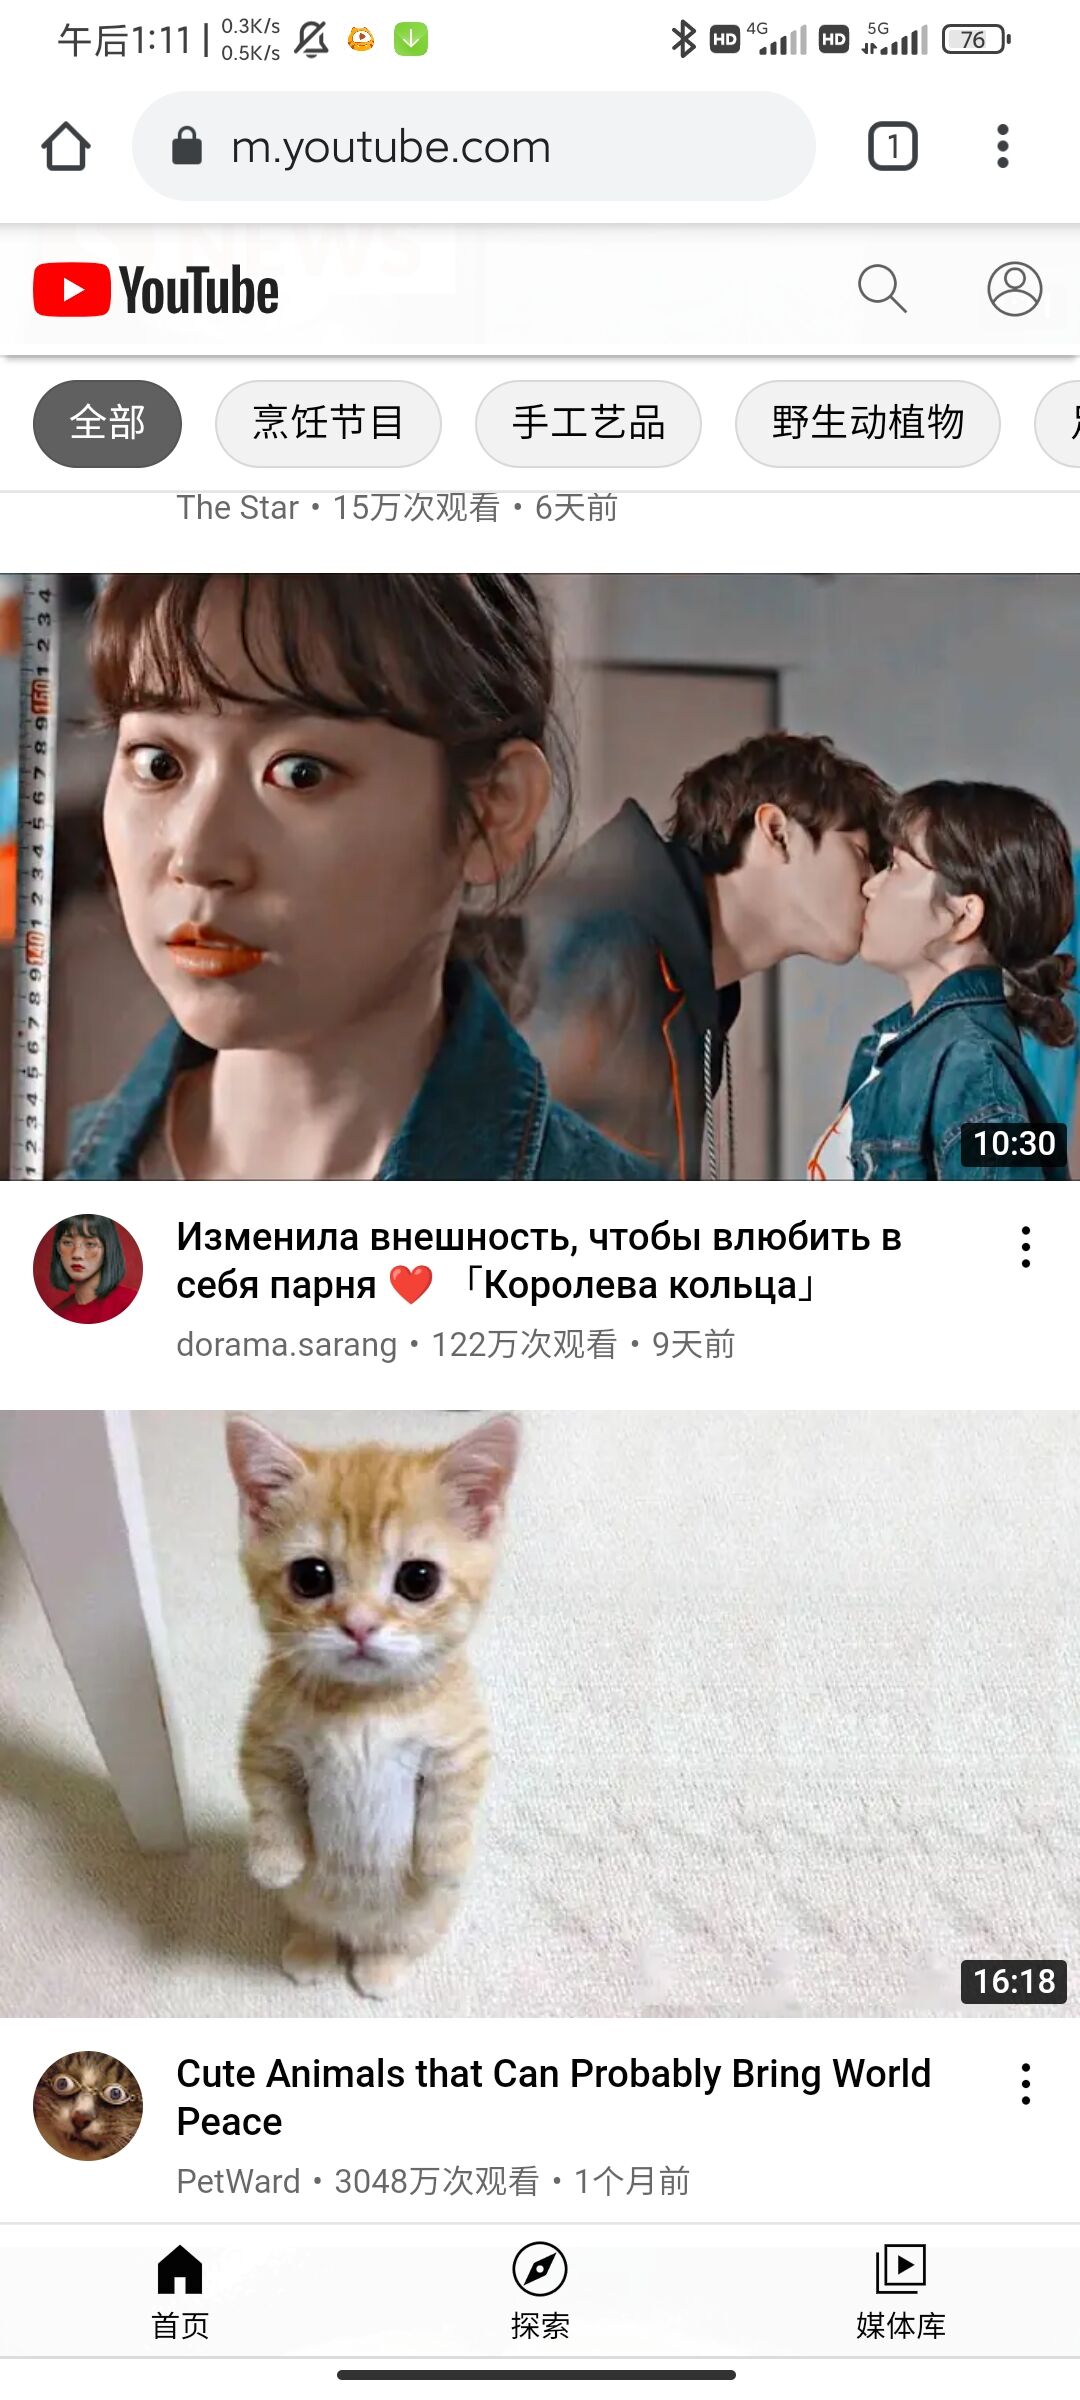 午后1:11 | 0.3K/s
0.5K/s
HD 4G HD 5G 76
m.youtube.com
1
YouTube
全部 烹饪节目 手工艺品 野生动植物
The Star • 15万次观看 • 6天前
10:30
Изменила внешность, чтобы влюбить в
себя парня ❤️ 「Королева кольца」
dorama.sarang • 122万次观看 • 9天前
16:18
Cute Animals that Can Probably Bring World
Peace
PetWard • 3048万次观看 • 1个月前
首页 探索 媒体库